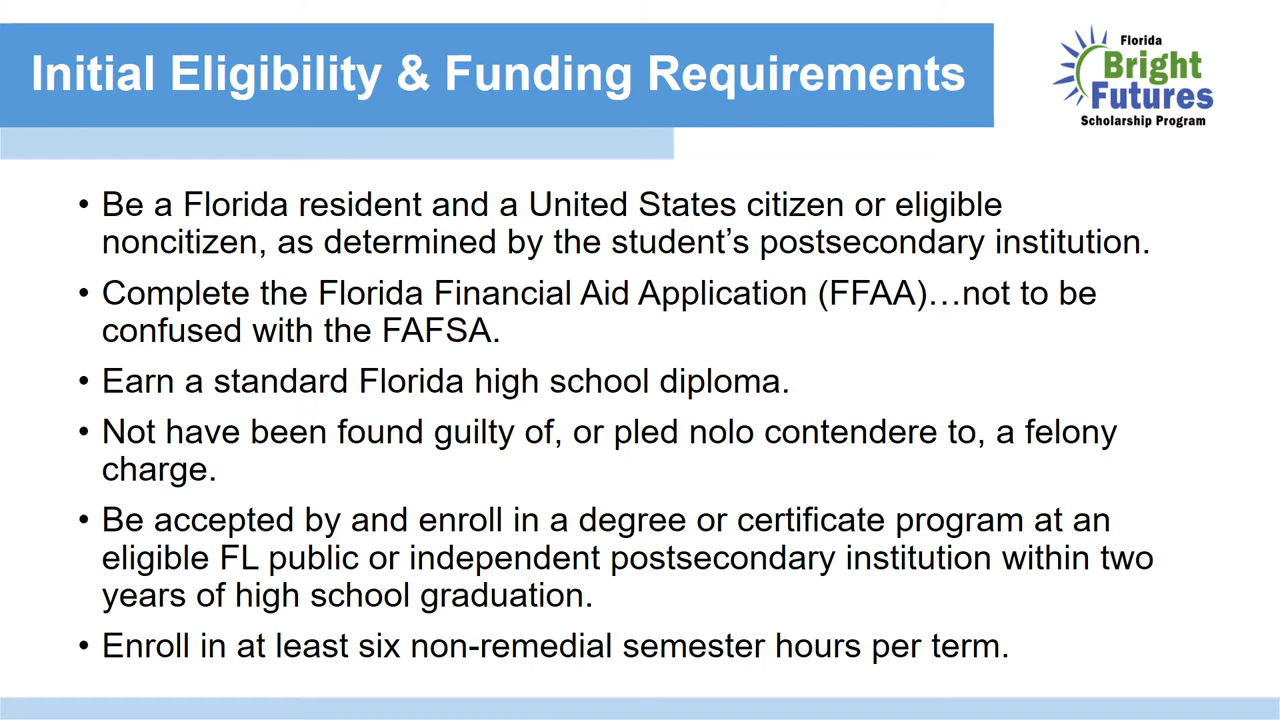 Initial Eligibility & Funding Requirements
Florida
Bright
Futures
Scholarship Program
• Be a Florida resident and a United States citizen or eligible
noncitizen, as determined by the student’s postsecondary institution.
• Complete the Florida Financial Aid Application (FFAA)…not to be
confused with the FAFSA.
• Earn a standard Florida high school diploma.
• Not have been found guilty of, or pled nolo contendere to, a felony
charge.
• Be accepted by and enroll in a degree or certificate program at an
eligible FL public or independent postsecondary institution within two
years of high school graduation.
• Enroll in at least six non-remedial semester hours per term.